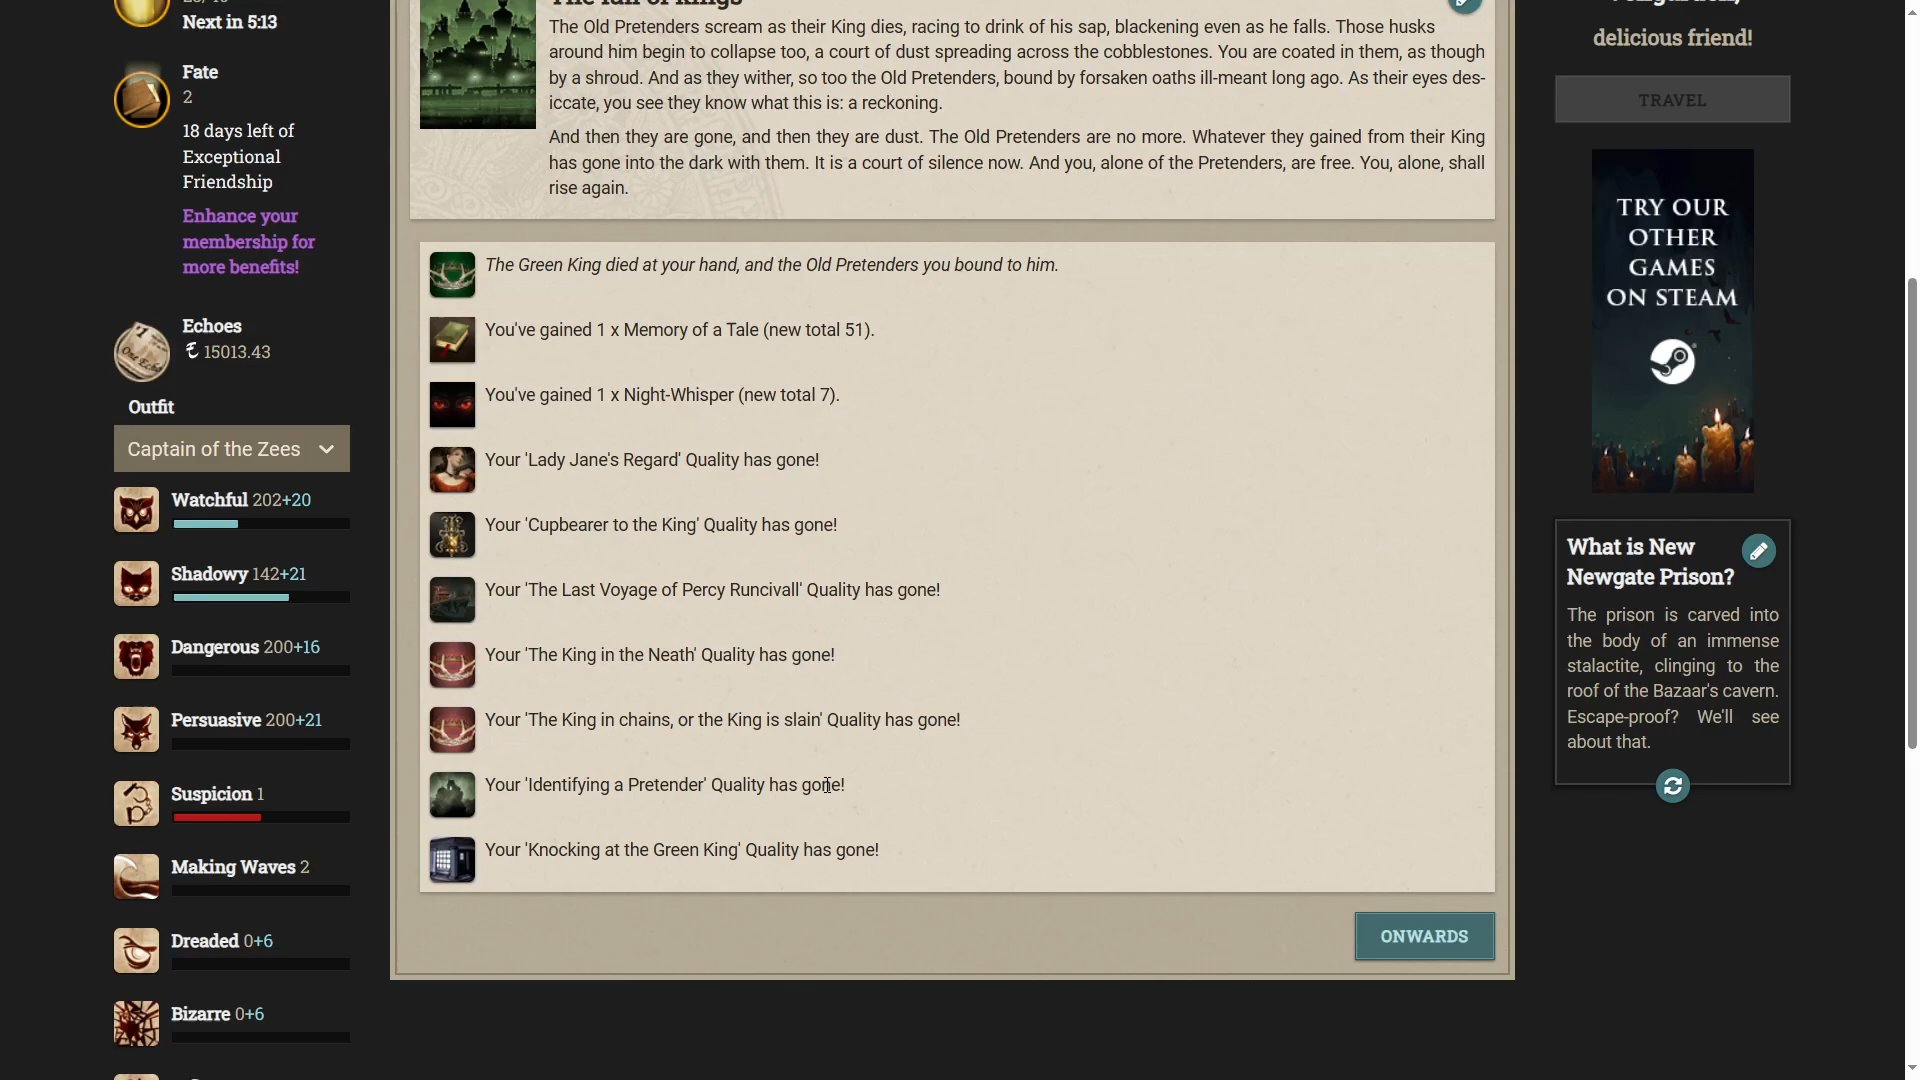 Next in 5:13
Fate
2
18 days left of
Exceptional
Friendship
Enhance your
membership for
more benefits!
Echoes
15013.43
Outfit
Captain of the Zees
Watchful 202+20
Shadowy 142+21
Dangerous 200+16
Persuasive 200+21
Suspicion 1
Making Waves 2
Dreaded 0+6
Bizarre 0+6
The Old Pretenders scream as their King dies, racing to drink of his sap, blackening even as he falls. Those husks
around him begin to collapse too, a court of dust spreading across the cobblestones. You are coated in them, as though
by a shroud. And as they wither, so too the Old Pretenders, bound by forsaken oaths ill-meant long ago. As their eyes des-
iccate, you see they know what this is: a reckoning.
And then they are gone, and then they are dust. The Old Pretenders are no more. Whatever they gained from their King
has gone into the dark with them. It is a court of silence now. And you, alone of the Pretenders, are free. You, alone, shall
rise again.
The Green King died at your hand, and the Old Pretenders you bound to him.
You've gained 1 x Memory of a Tale (new total 51).
You've gained 1 x Night-Whisper (new total 7).
Your 'Lady Jane's Regard' Quality has gone!
Your 'Cupbearer to the King' Quality has gone!
Your 'The Last Voyage of Percy Runcivall' Quality has gone!
Your 'The King in the Neath' Quality has gone!
Your 'The King in chains, or the King is slain' Quality has gone!
Your 'Identifying a Pretender' Quality has gone!
Your 'Knocking at the Green King' Quality has gone!
ONWARDS
delicious friend!
TRAVEL
TRY OUR
OTHER
GAMES
ON STEAM
What is New
Newgate Prison?
The prison is carved into
the body of an immense
stalactite, clinging to the
roof of the Bazaar's cavern.
Escape-proof? We'll see
about that.